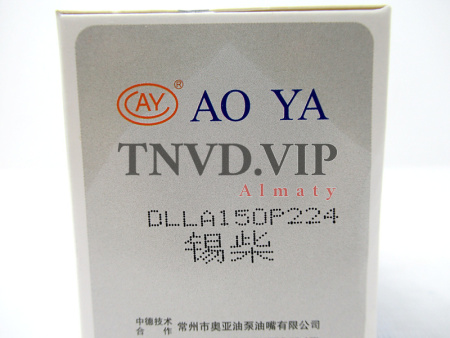 CAY® AO YA
TNVD.VIP
Almaty
DLLA150P224
锡柴
中德技术
合作 常州市奥亚油泵油嘴有限公司